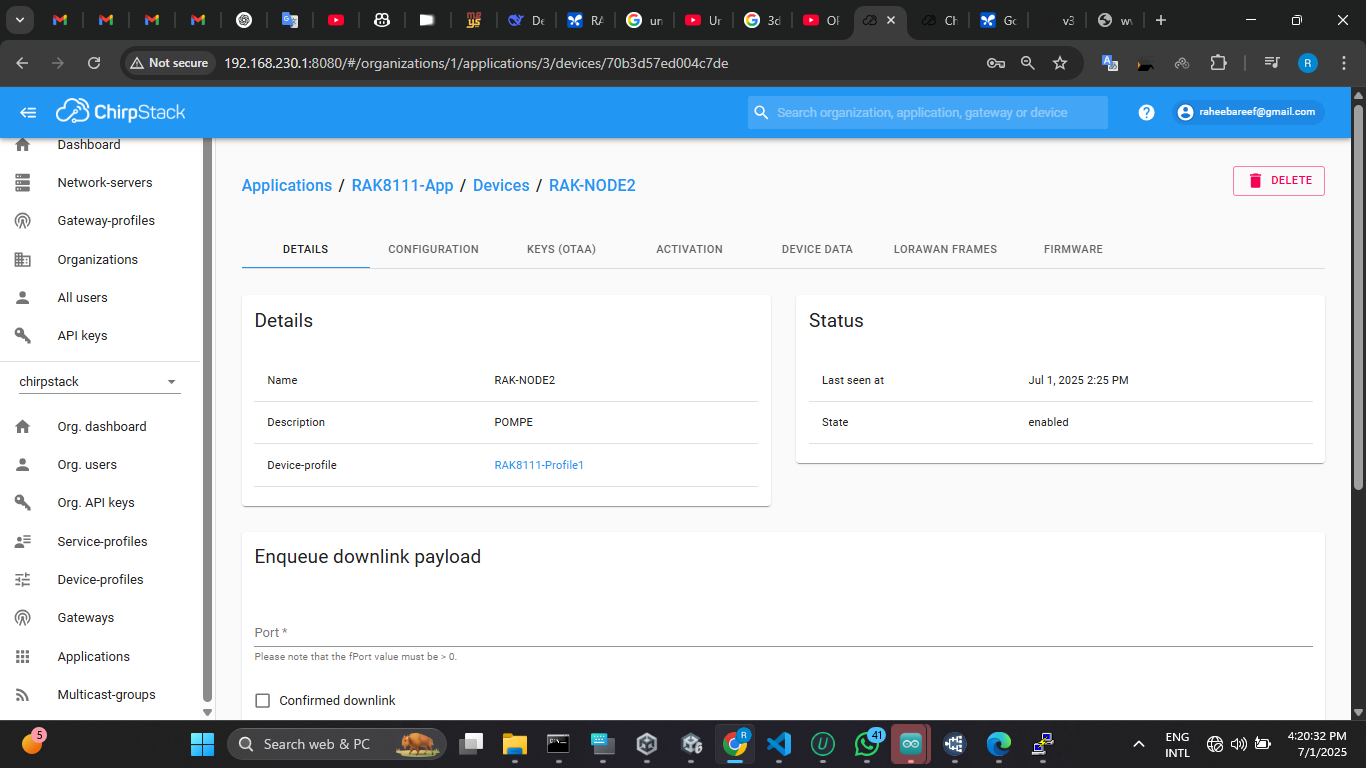 De
RA
un
Ur
3d
Ch
Go
v3
Not secure
192.168.230.1:8080/#/organizations/1/applications/3/devices/70b3d57ed004c7de
R
ChirpStack
Search organization, application, gateway or device
raheebareef@gmail.com
Dashboard
Network-servers
Gateway-profiles
Organizations
All users
API keys
chirpstack
Org. dashboard
Org. users
Org. API keys
Service-profiles
Device-profiles
Gateways
Applications
Multicast-groups
Applications / RAK8111-App / Devices / RAK-NODE2
DELETE
DETAILS CONFIGURATION KEYS (OTAA) ACTIVATION DEVICE DATA LORAWAN FRAMES FIRMWARE
Details
Name RAK-NODE2
Description POMPE
Device-profile RAK8111-Profile1
Status
Last seen at Jul 1, 2025 2:25 PM
State enabled
Enqueue downlink payload
Port *
Please note that the fPort value must be > 0.
Confirmed downlink
5
Search web & PC
R
41
ENG
INTL
4:20:32 PM
7/1/2025